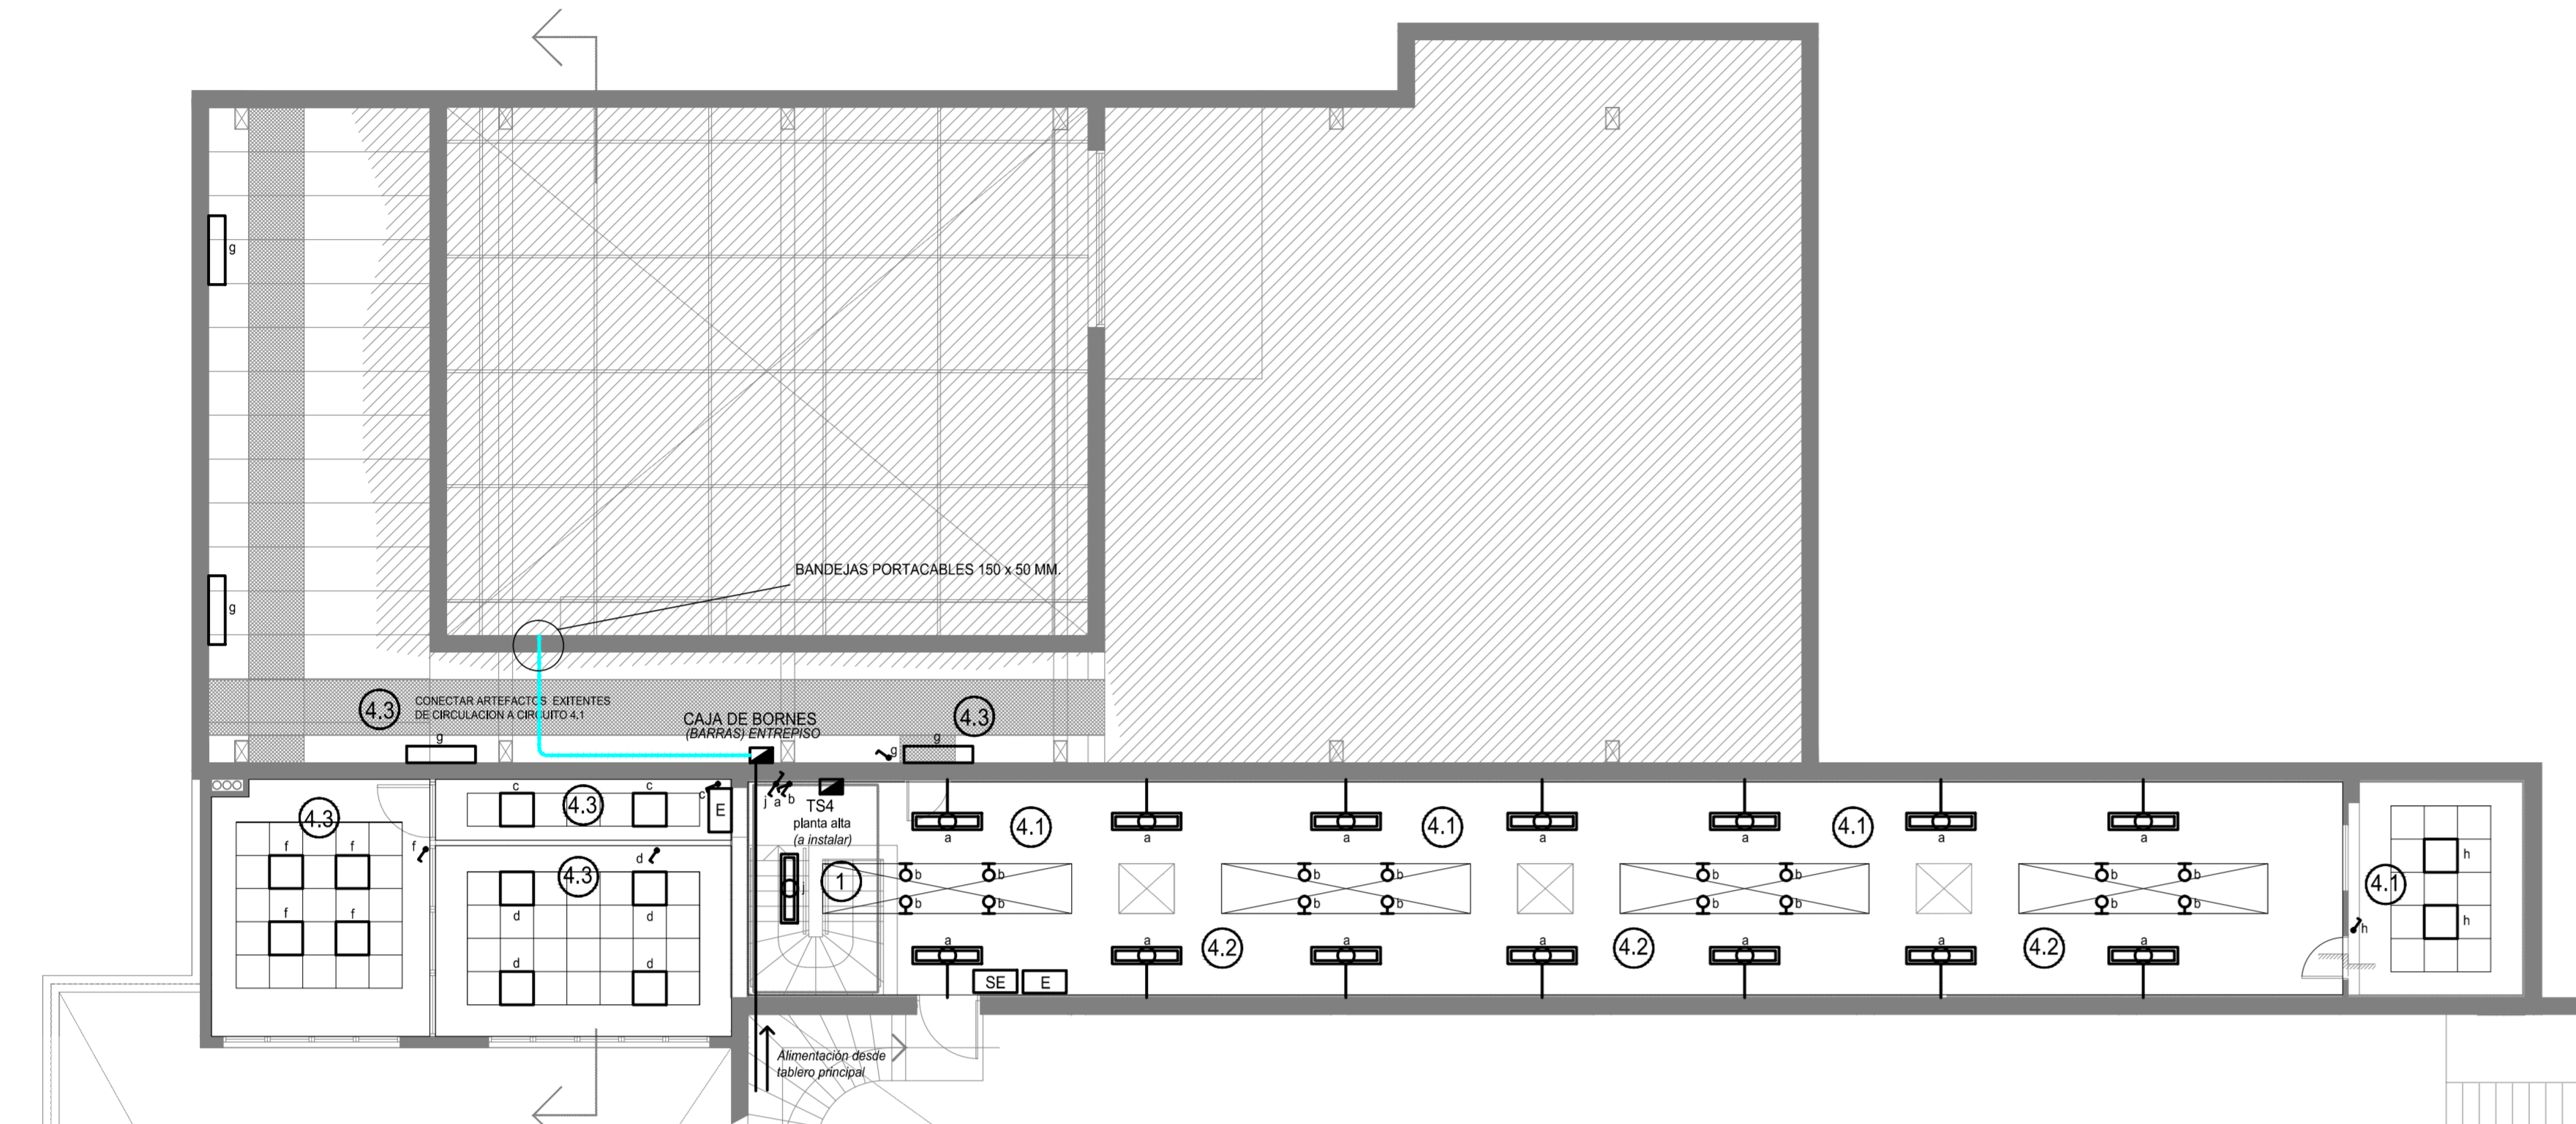 g
g
BANDEJAS PORTACABLES 150 x 50 MM.
4.3
CONECTAR ARTEFACTOS EXITENTES
DE CIRCULACION A CIRCUITO 4.1
CAJA DE BORNES
(BARRAS) ENTREPISO
4.3
g
g
g
4.3
c
4.3
c
c
E
j a b
TS4
planta alta
(a instalar)
4.1
4.1
4.1
a
a
a
a
a
a
a
f
f
f
d
h
4.3
1
j
b
b
b
b
b
b
b
b
4.1
f
f
d
d
b
b
b
b
b
b
b
b
h
h
a
a
a
a
a
a
a
4.2
4.2
4.2
d
d
SE
E
Alimentación desde
tablero principal